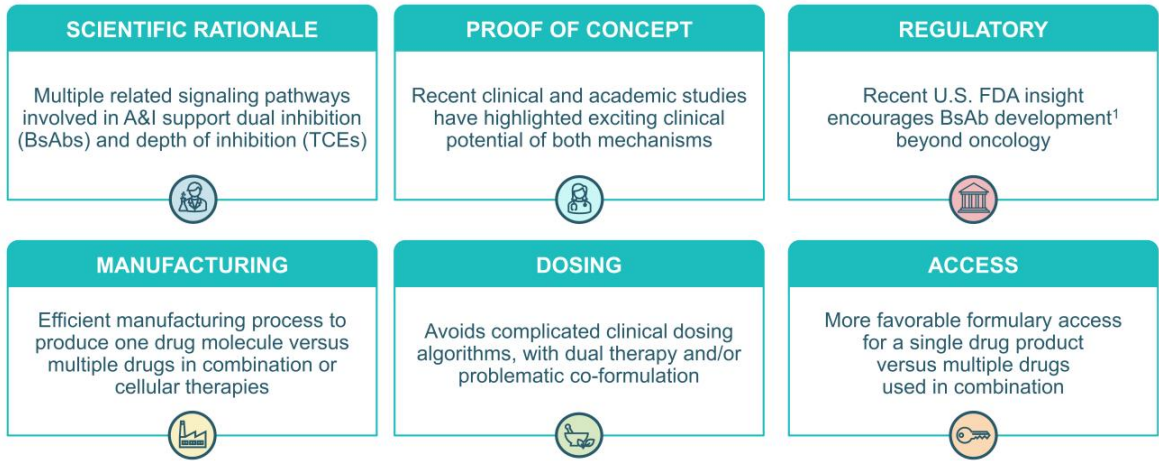 SCIENTIFIC RATIONALE
Multiple related signaling pathways
involved in A&I support dual inhibition
(BsAbs) and depth of inhibition (TCEs)
PROOF OF CONCEPT
Recent clinical and academic studies
have highlighted exciting clinical
potential of both mechanisms
REGULATORY
Recent U.S. FDA insight
encourages BsAb development¹
beyond oncology
MANUFACTURING
Efficient manufacturing process to
produce one drug molecule versus
multiple drugs in combination or
cellular therapies
DOSING
Avoids complicated clinical dosing
algorithms, with dual therapy and/or
problematic co-formulation
ACCESS
More favorable formulary access
for a single drug product
versus multiple drugs
used in combination